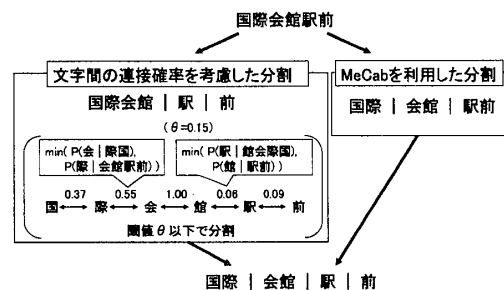 国際会館駅前
文字間の連接確率を考慮した分割
国際会館 | 駅 | 前
(θ=0.15)
min( P(会 | 際国),
P(際 | 会館駅前) )
min( P(駅 | 館会際国),
P(館 | 駅前) )
0.37 0.55 1.00 0.06 0.09
国 際 会 館 駅 前
閾値θ以下で分割
MeCabを利用した分割
国際 | 会館 | 駅前
国際 | 会館 | 駅 | 前